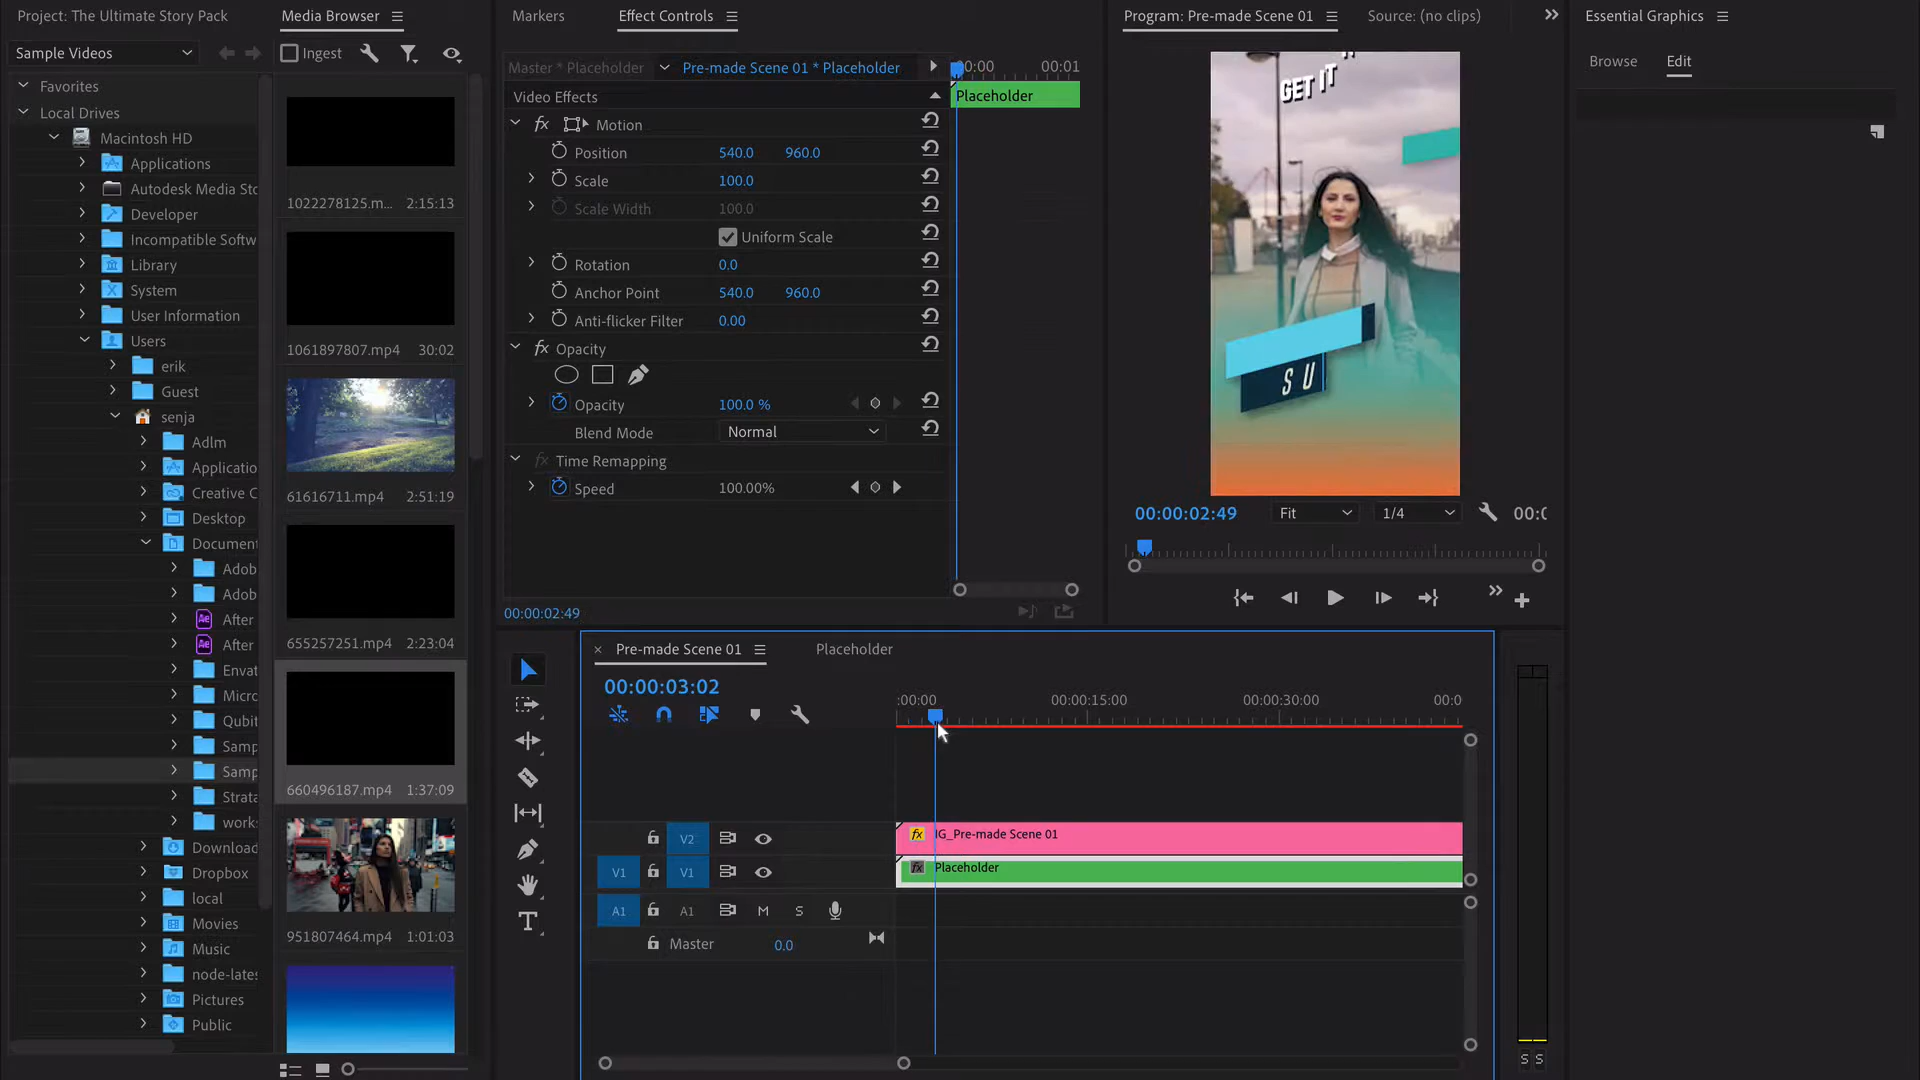 Project: The Ultimate Story Pack
Media Browser
Sample Videos
Ingest
Favorites
Local Drives
Macintosh HD
Applications
Autodesk Media Sto
Developer
Incompatible Softw
Library
System
User Information
Users
erik
Guest
senja
Adlm
Applicatio
Creative C
Desktop
Document
Adob
Adob
After
After
Envat
Micro
Qubit
Samp
Samp
Strata
work
Download
Dropbox
local
Movies
Music
node-lates
Pictures
Public
1022278125.m... 2:15:13
1061897807.mp4 30:02
61616711.mp4 2:51:19
655257251.mp4 2:23:04
660496187.mp4 1:37:09
951807464.mp4 1:01:03
Markers
Effect Controls
Master * Placeholder
Pre-made Scene 01 * Placeholder
:00:00 00:01
Video Effects
Placeholder
fx Motion
Position 540.0 960.0
Scale 100.0
Scale Width 100.0
Uniform Scale
Rotation 0.0
Anchor Point 540.0 960.0
Anti-flicker Filter 0.00
fx Opacity
Opacity 100.0 %
Blend Mode Normal
fx Time Remapping
Speed 100.00%
00:00:02:49
Program: Pre-made Scene 01
Source: (no clips)
GET IT
S U
00:00:02:49 Fit 1/4 00:0
Essential Graphics
Browse
Edit
× Pre-made Scene 01
Placeholder
00:00:03:02
:00:00 00:00:15:00 00:00:30:00 00:0
V2
fx IG_Pre-made Scene 01
V1 V1
fx Placeholder
A1 A1 M S
Master 0.0
S S